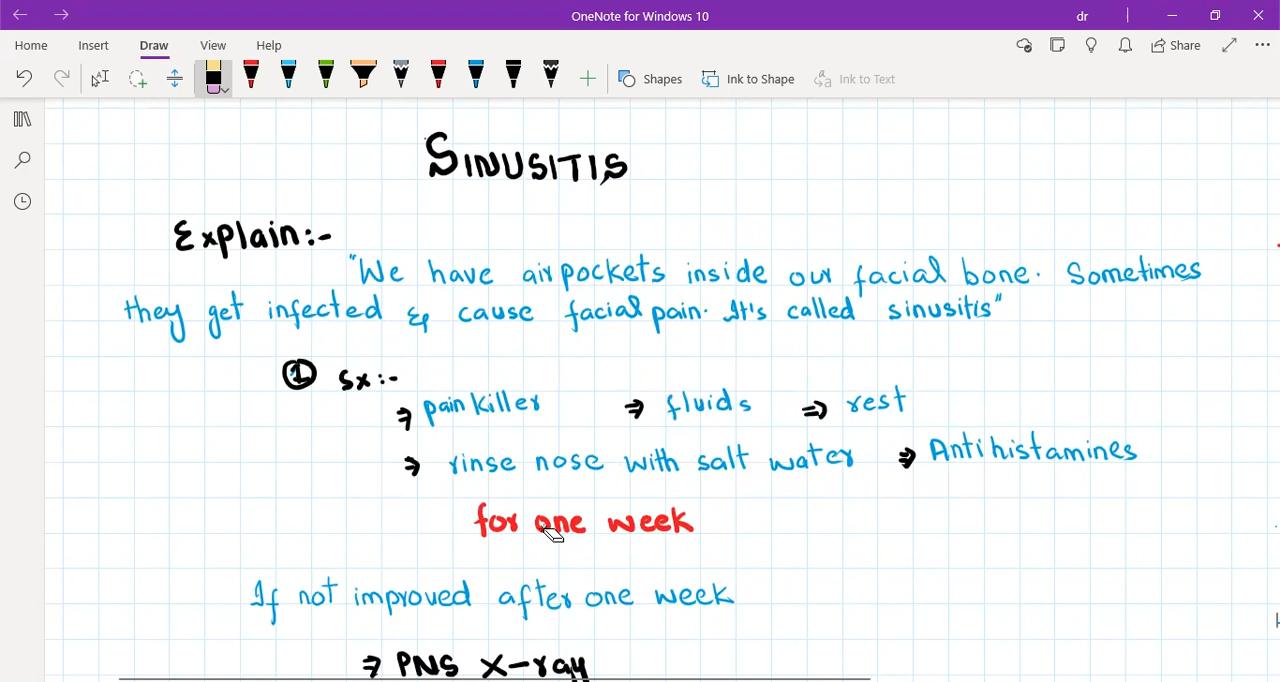 OneNote for Windows 10
dr
Home Insert Draw View Help
Share
Shapes Ink to Shape Ink to Text
SINUSITIS
Explain:-
"We have air pockets inside our facial bone. Sometimes
they get infected & cause facial pain. It's called sinusitis"
① Sx:-
⇒ pain killer ⇒ fluids ⇒ rest
⇒ rinse nose with salt water ⇒ Antihistamines
for one week
If not improved after one week
⇒ PNS X-ray